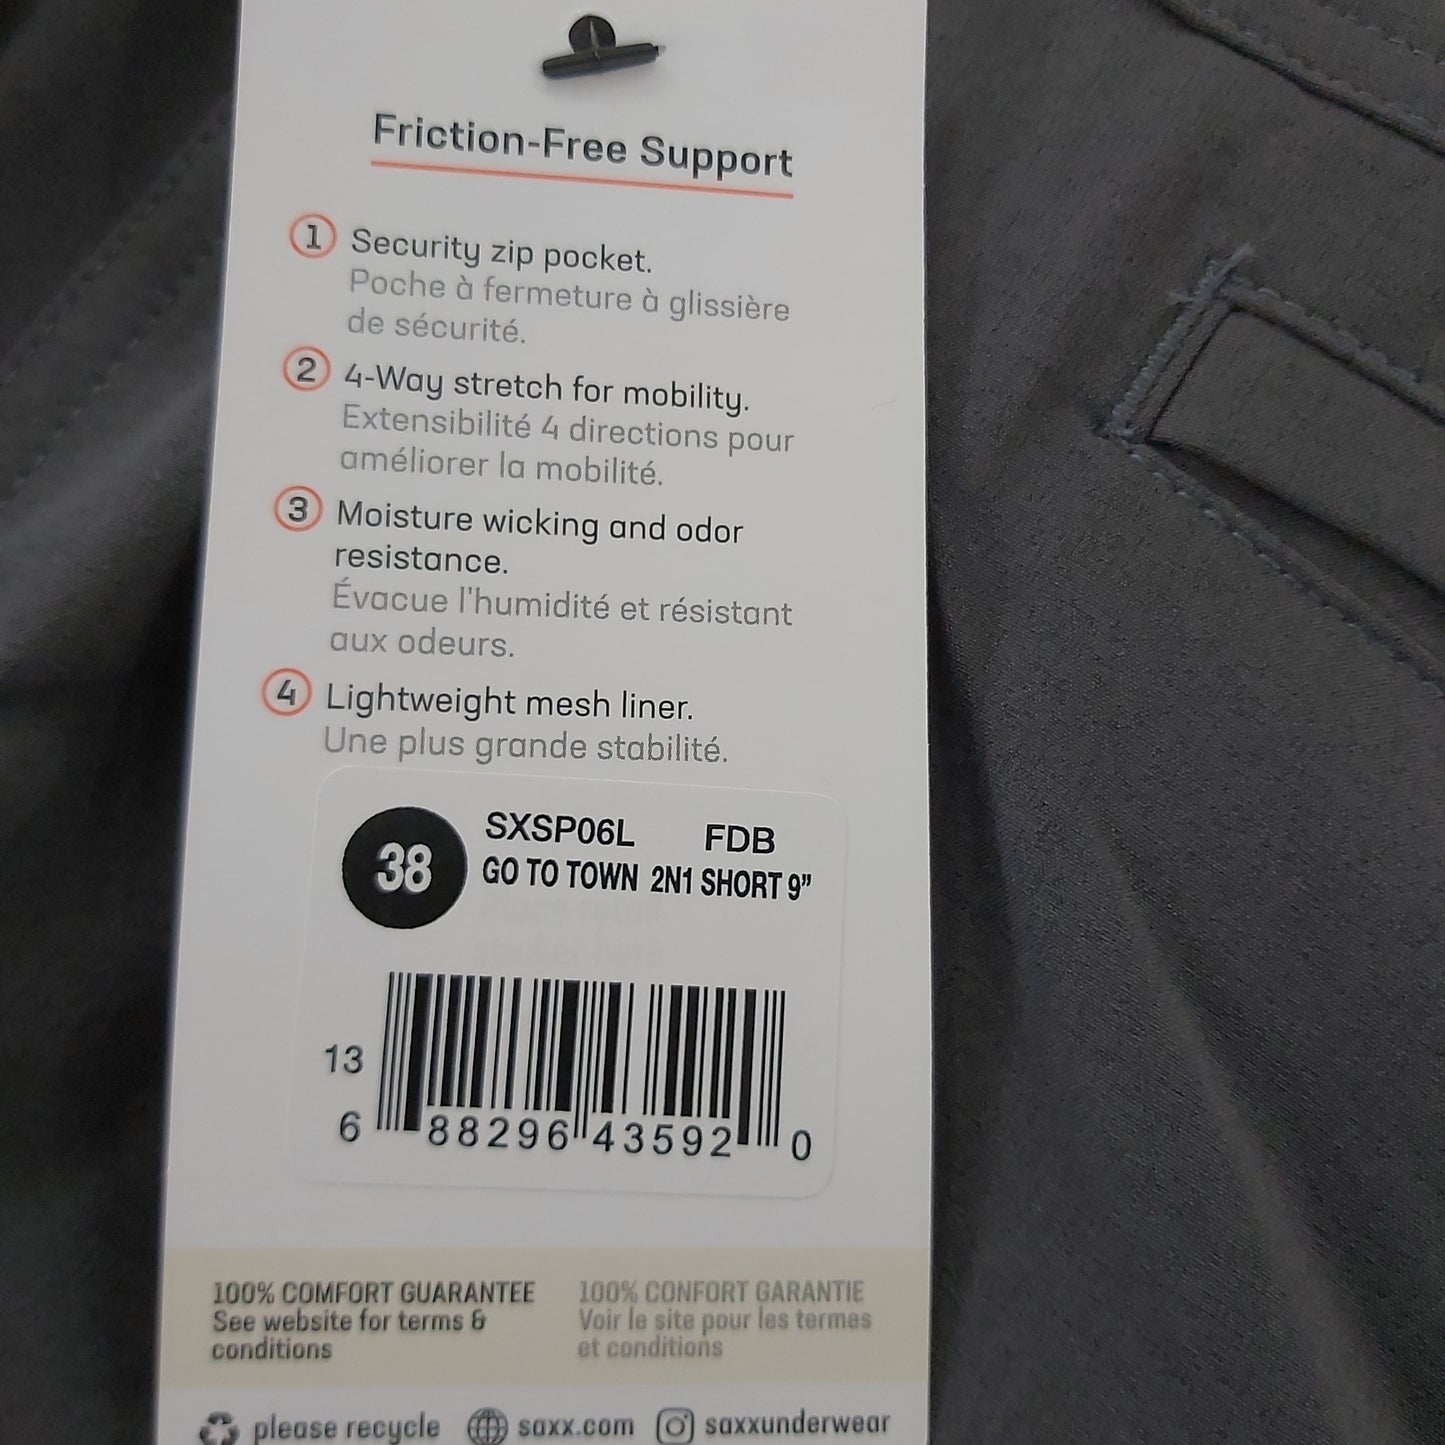 Friction-Free Support
1 Security zip pocket.
Poche à fermeture à glissière
de sécurité.
2 4-Way stretch for mobility.
Extensibilité 4 directions pour
améliorer la mobilité.
3 Moisture wicking and odor
resistance.
Évacue l'humidité et résistant
aux odeurs.
4 Lightweight mesh liner.
Une plus grande stabilité.
38 SXSP06L FDB
GO TO TOWN 2N1 SHORT 9”
Place retail
sticker here
13
6 88296 43592 0
100% COMFORT GUARANTEE
See website for terms &
conditions
100% CONFORT GARANTIE
Voir le site pour les termes
et conditions
please recycle saxx.com saxxunderwear